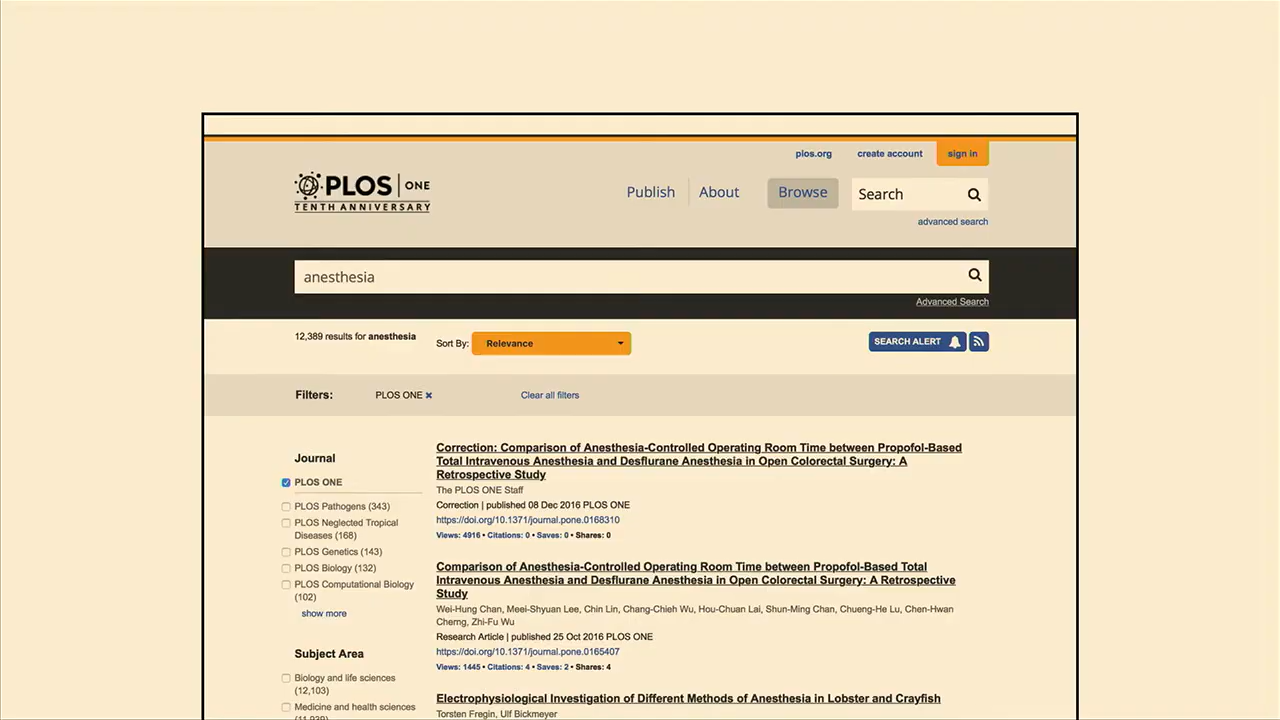 plos.org create account sign in
PLOS ONE
TENTH ANNIVERSARY
Publish About Browse Search
advanced search
anesthesia
Advanced Search
12,389 results for anesthesia
Sort By: Relevance
SEARCH ALERT
Filters: PLOS ONE Clear all filters
Journal
PLOS ONE
PLOS Pathogens (343)
PLOS Neglected Tropical
Diseases (168)
PLOS Genetics (143)
PLOS Biology (132)
PLOS Computational Biology
(102)
show more
Subject Area
Biology and life sciences
(12,103)
Medicine and health sciences
Correction: Comparison of Anesthesia-Controlled Operating Room Time between Propofol-Based
Total Intravenous Anesthesia and Desflurane Anesthesia in Open Colorectal Surgery: A
Retrospective Study
The PLOS ONE Staff
Correction | published 08 Dec 2016 PLOS ONE
https://doi.org/10.1371/journal.pone.0168310
Views: 4916 • Citations: 0 • Saves: 0 • Shares: 0
Comparison of Anesthesia-Controlled Operating Room Time between Propofol-Based Total
Intravenous Anesthesia and Desflurane Anesthesia in Open Colorectal Surgery: A Retrospective
Study
Wei-Hung Chan, Meei-Shyuan Lee, Chin Lin, Chang-Chieh Wu, Hou-Chuan Lai, Shun-Ming Chan, Chueng-He Lu, Chen-Hwan
Cherng, Zhi-Fu Wu
Research Article | published 25 Oct 2016 PLOS ONE
https://doi.org/10.1371/journal.pone.0165407
Views: 1445 • Citations: 4 • Saves: 2 • Shares: 4
Electrophysiological Investigation of Different Methods of Anesthesia in Lobster and Crayfish
Torsten Fregin, Ulf Bickmeyer